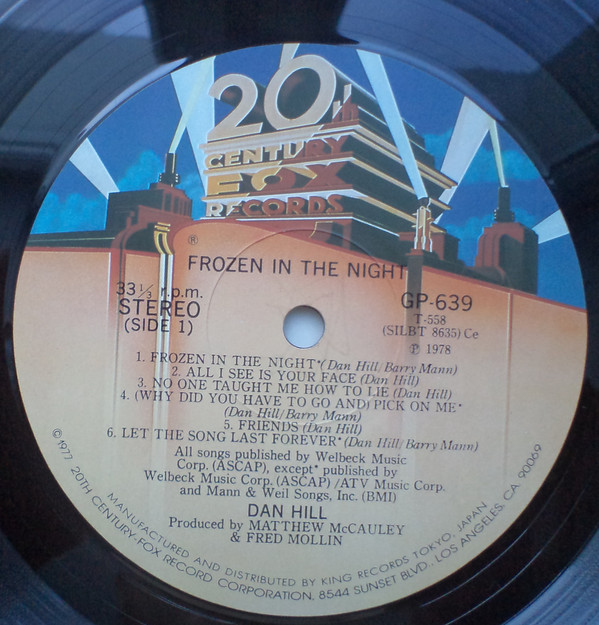 20th
CENTURY
FOX
RECORDS
®
FROZEN IN THE NIGHT
33⅓ r.p.m.
STEREO
(SIDE 1)
GP-639
T-558
(SILBT 8635) Ce
℗ 1978
1. FROZEN IN THE NIGHT*(Dan Hill/Barry Mann)
2. ALL I SEE IS YOUR FACE (Dan Hill)
3. NO ONE TAUGHT ME HOW TO LIE (Dan Hill)
4. (WHY DID YOU HAVE TO GO AND) PICK ON ME*
(Dan Hill/Barry Mann)
5. FRIENDS (Dan Hill)
6. LET THE SONG LAST FOREVER*(Dan Hill/Barry Mann)
All songs published by Welbeck Music
Corp. (ASCAP), except* published by
Welbeck Music Corp. (ASCAP) /ATV Music Corp.
and Mann & Weil Songs, Inc. (BMI)
DAN HILL
Produced by MATTHEW McCAULEY
& FRED MOLLIN
MANUFACTURED AND DISTRIBUTED BY KING RECORDS TOKYO, JAPAN
©1977, 20TH CENTURY-FOX RECORD CORPORATION, 8544 SUNSET BLVD., LOS ANGELES, CA. 90069